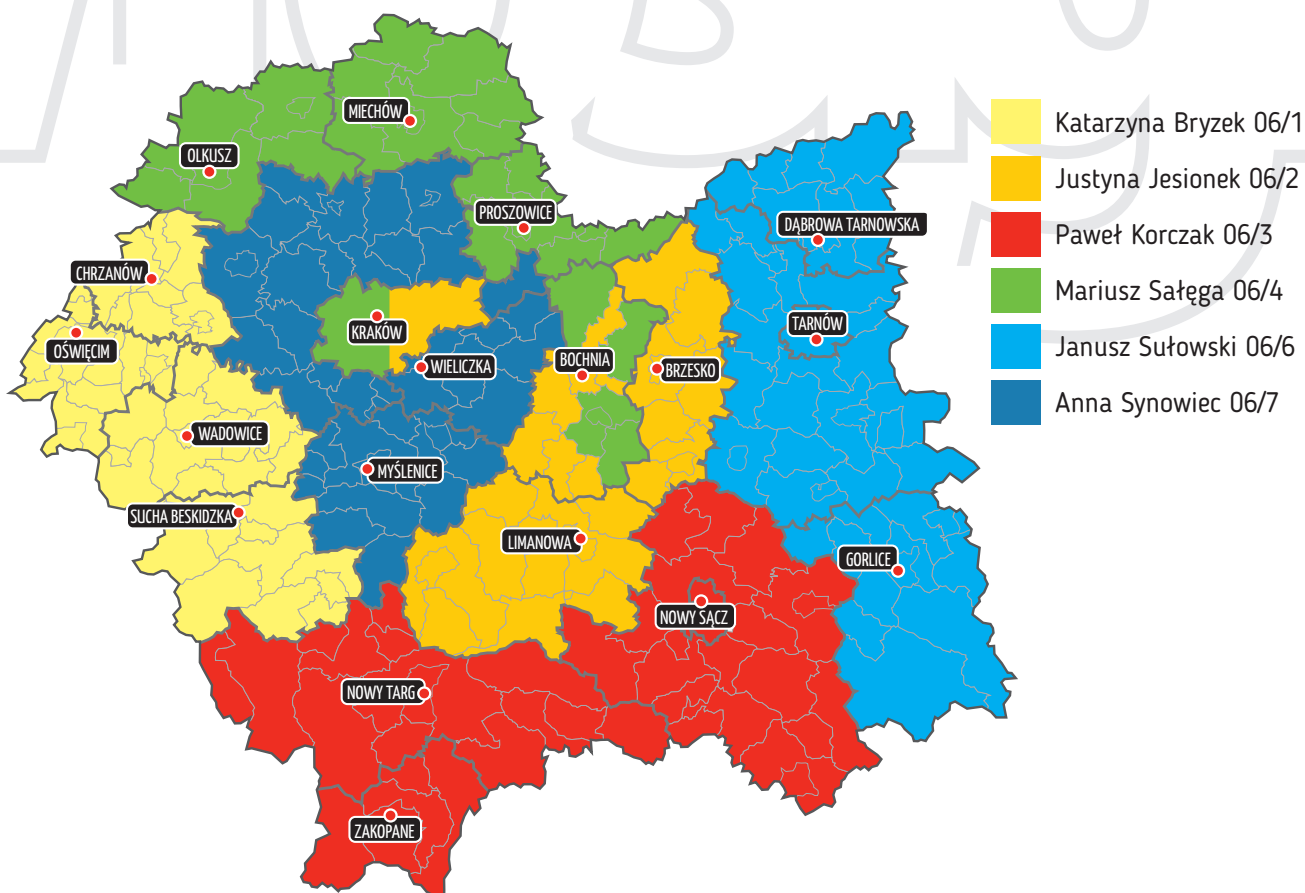 MIECHÓW
OLKUSZ
PROSZOWICE
DĄBROWA TARNOWSKA
CHRZANÓW
KRAKÓW
TARNÓW
OŚWIĘCIM
WIELICZKA
BOCHNIA
BRZESKO
WADOWICE
MYŚLENICE
SUCHA BESKIDZKA
LIMANOWA
GORLICE
NOWY SĄCZ
NOWY TARG
ZAKOPANE
Katarzyna Bryzek 06/1
Justyna Jesionek 06/2
Paweł Korczak 06/3
Mariusz Sałęga 06/4
Janusz Sułowski 06/6
Anna Synowiec 06/7